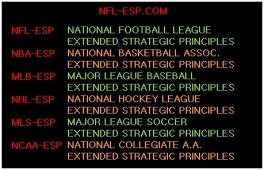 NFL-ESP.COM
NFL-ESP NATIONAL FOOTBALL LEAGUE
EXTENDED STRATEGIC PRINCIPLES
NBA-ESP NATIONAL BASKETBALL ASSOC.
EXTENDED STRATEGIC PRINCIPLES
MLB-ESP MAJOR LEAGUE BASEBALL
EXTENDED STRATEGIC PRINCIPLES
NHL-ESP NATIONAL HOCKEY LEAGUE
EXTENDED STRATEGIC PRINCIPLES
MLS-ESP MAJOR LEAGUE SOCCER
EXTENDED STRATEGIC PRINCIPLES
NCAA-ESP NATIONAL COLLEGIATE A.A.
EXTENDED STRATEGIC PRINCIPLES